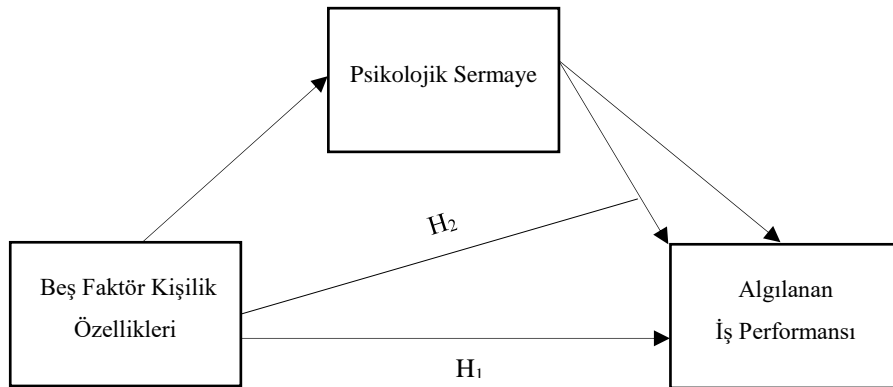 Psikolojik Sermaye
H₂
Beş Faktör Kişilik
Özellikleri
Algılanan
İş Performansı
H₁